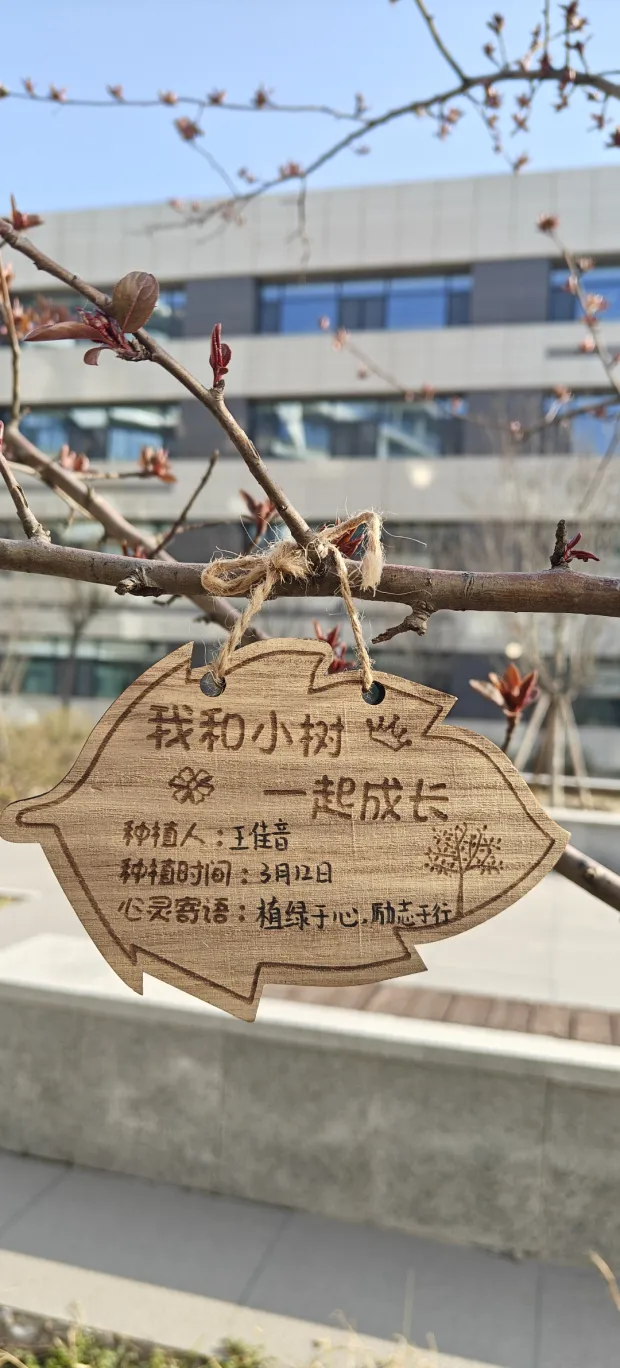 我和小树
一起成长
种植人：王佳音
种植时间：3月12日
心灵寄语：植绿于心.励志于行